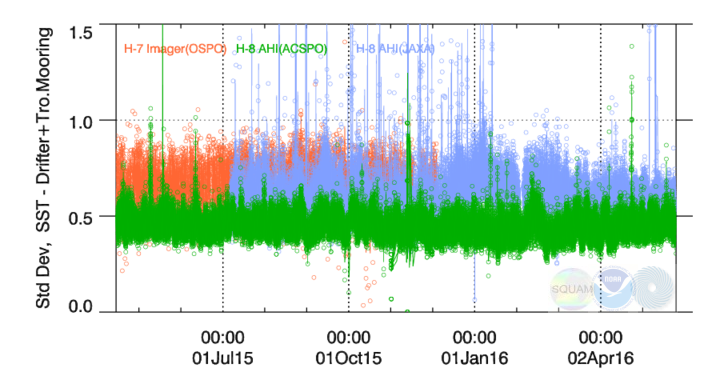 Std Dev, SST - Drifter+Tro.Mooring
1.5
1.0
0.5
0.0
H-7 Imager(OSPO) H-8 AHI(ACSPO) H-8 AHI(JAXA)
SQUAM
NOAA
00:00 00:00 00:00 00:00
01Jul15 01Oct15 01Jan16 02Apr16